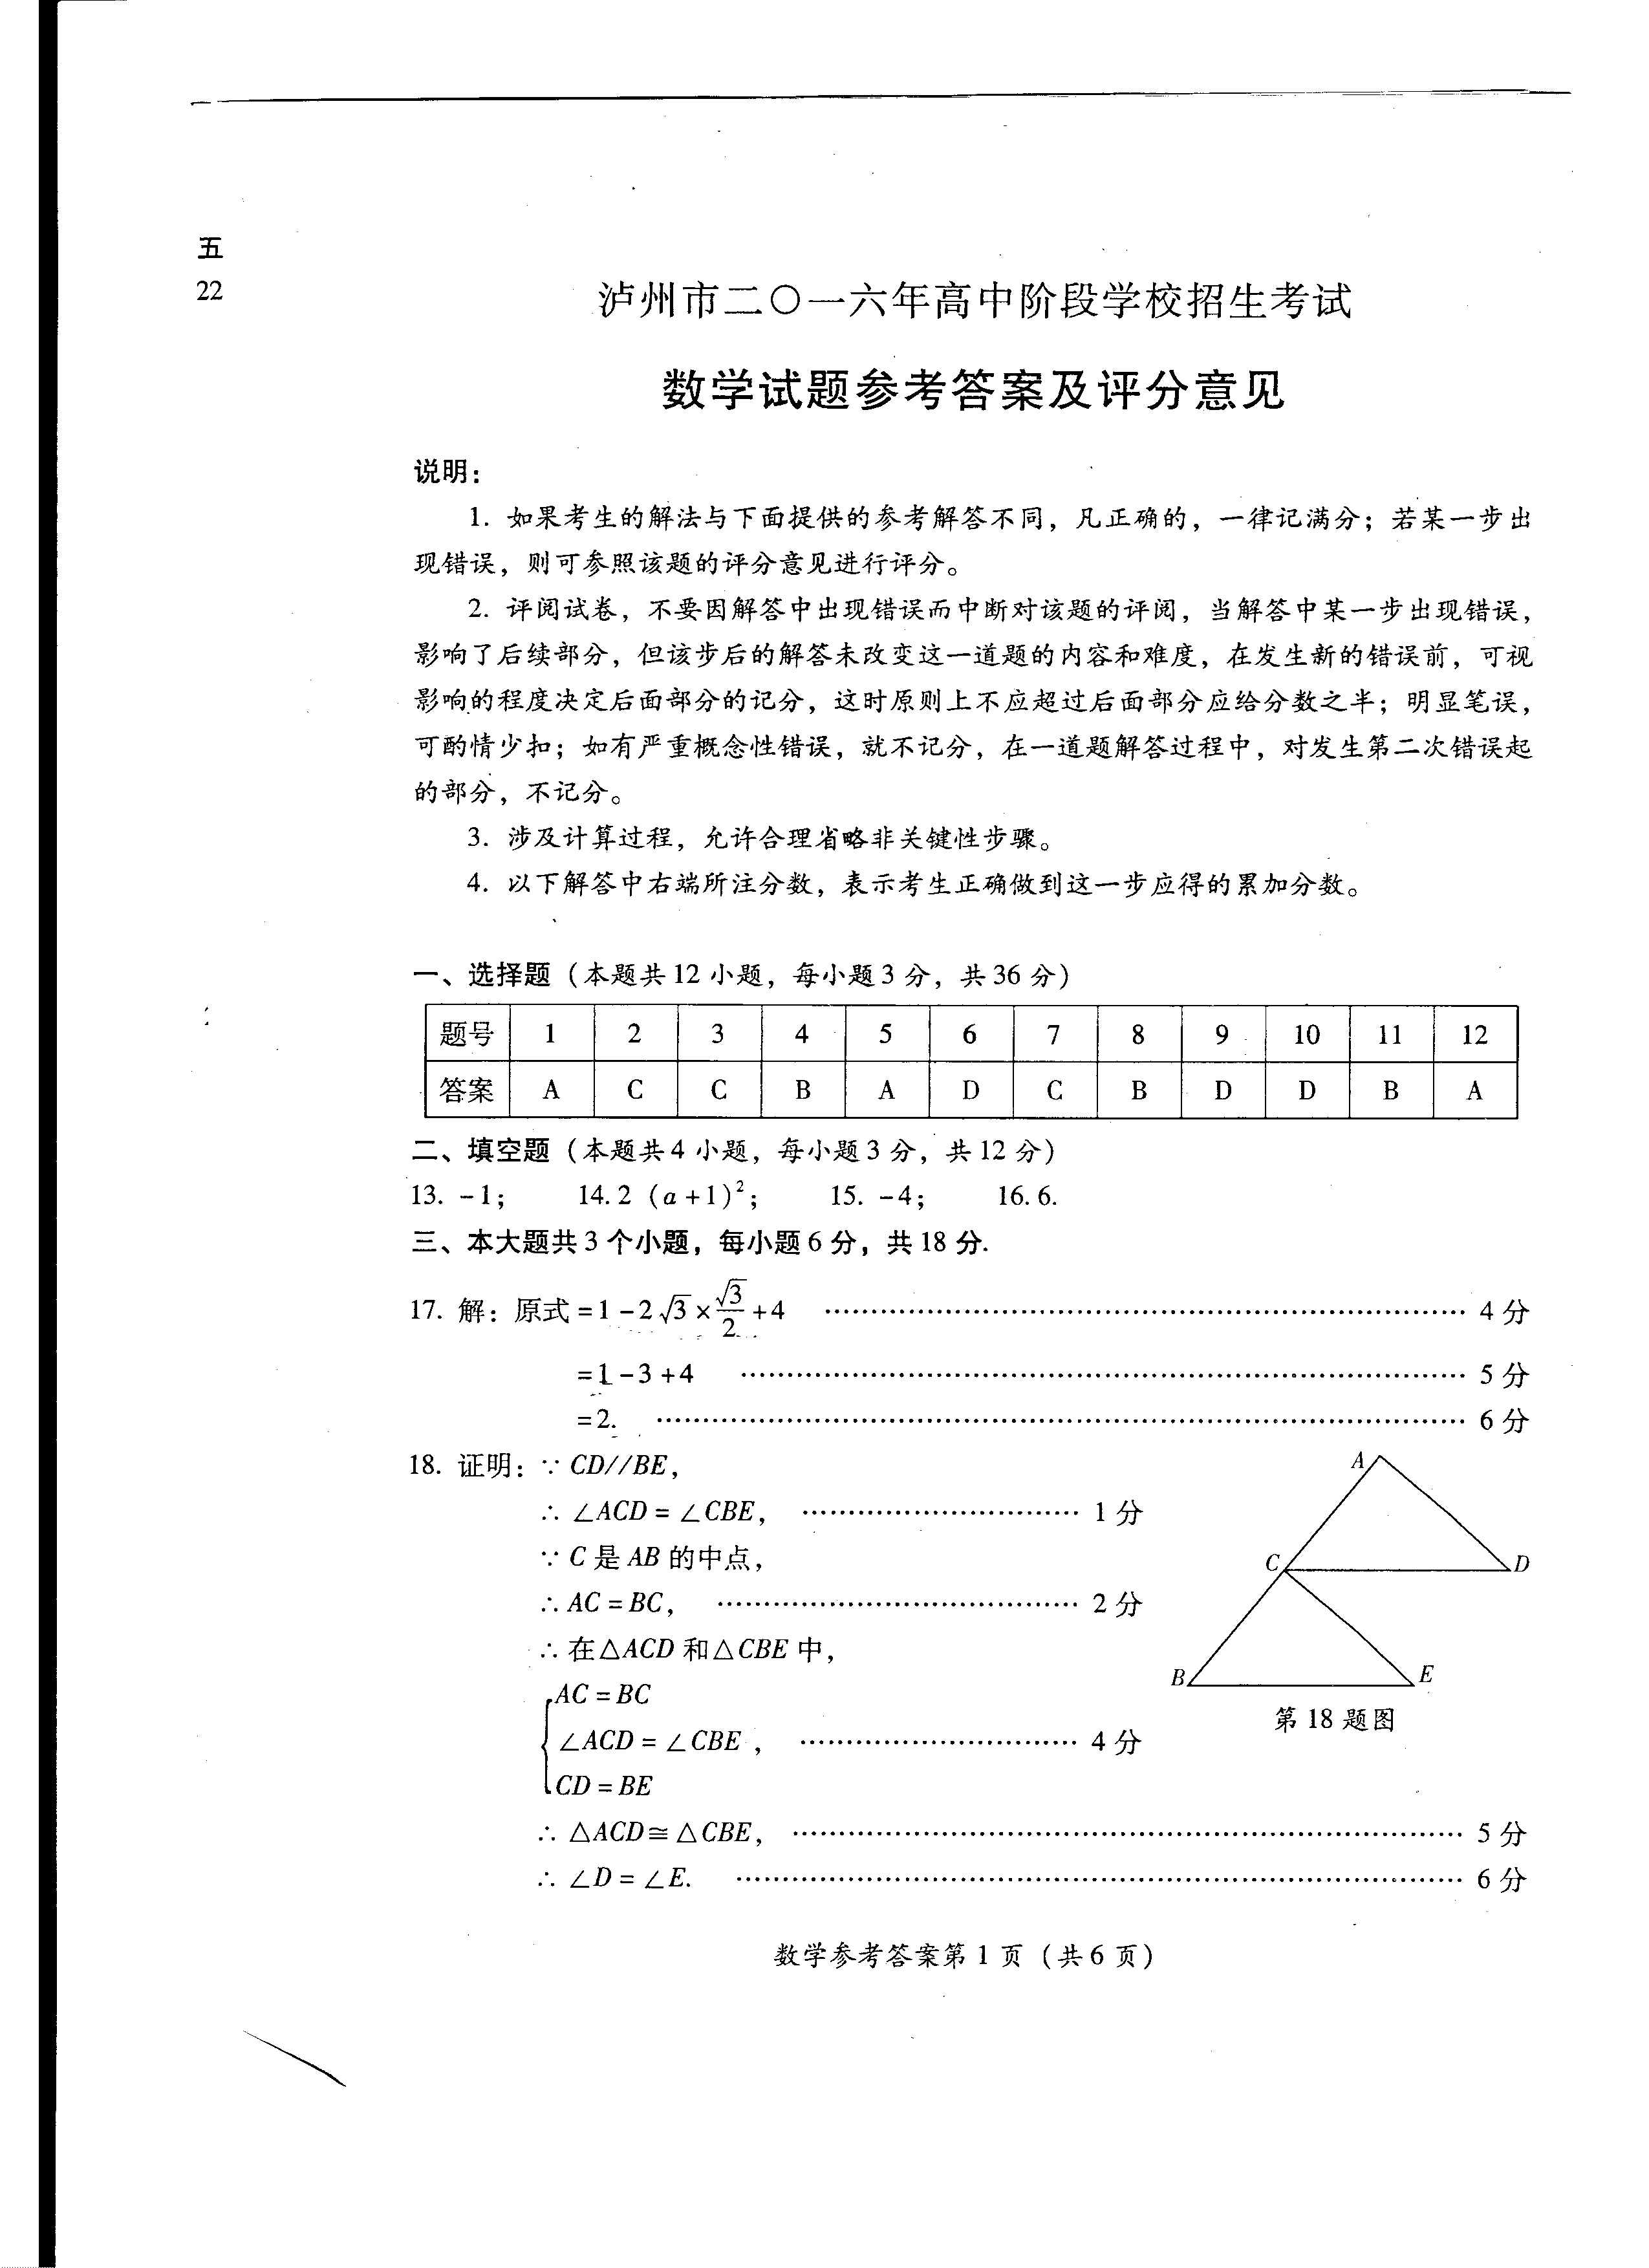 五
22
泸州市二〇一六年高中阶段学校招生考试
数学试题参考答案及评分意见
说明：
1. 如果考生的解法与下面提供的参考解答不同，凡正确的，一律记满分；若某一步出
现错误，则可参照该题的评分意见进行评分。
2. 评阅试卷，不要因解答中出现错误而中断对该题的评阅，当解答中某一步出现错误，
影响了后续部分，但该步后的解答未改变这一道题的内容和难度，在发生新的错误前，可视
影响的程度决定后面部分的记分，这时原则上不应超过后面部分应给分数之半；明显笔误，
可酌情少扣；如有严重概念性错误，就不记分，在一道题解答过程中，对发生第二次错误起
的部分，不记分。
3. 涉及计算过程，允许合理省略非关键性步骤。
4. 以下解答中右端所注分数，表示考生正确做到这一步应得的累加分数。
一、选择题（本题共 12 小题，每小题 3 分，共 36 分）
题号 1 2 3 4 5 6 7 8 9 10 11 12
答案 A C C B A D C B D D B A
二、填空题（本题共 4 小题，每小题 3 分，共 12 分）
13. -1； 14. 2 (a+1)²； 15. -4； 16. 6.
三、本大题共 3 个小题，每小题 6 分，共 18 分.
17. 解：原式 =1-2√3×√3/2+4 ………………………… 4 分
=1-3+4 ………………………… 5 分
=2. ………………………… 6 分
18. 证明：∵ CD//BE，
∴ ∠ACD = ∠CBE， ………………… 1 分
∵ C 是 AB 的中点，
∴ AC = BC， ………………… 2 分
∴ 在△ACD 和△CBE 中，
AC = BC
∠ACD = ∠CBE ， ………………… 4 分
CD = BE
∴ △ACD≌△CBE， ………………………… 5 分
∴ ∠D = ∠E. ………………………… 6 分
A
C
D
B
E
第 18 题图
数学参考答案第 1 页（共 6 页）